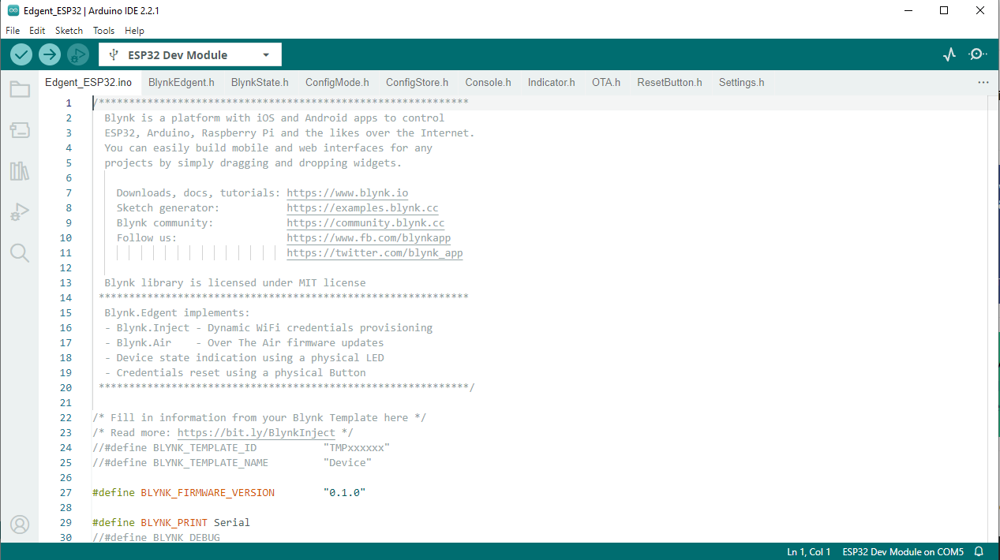 Edgent_ESP32 | Arduino IDE 2.2.1
File Edit Sketch Tools Help
ESP32 Dev Module
Edgent_ESP32.ino BlynkEdgent.h BlynkState.h ConfigMode.h ConfigStore.h Console.h Indicator.h OTA.h ResetButton.h Settings.h ...
1 /*************************************************************
2 Blynk is a platform with iOS and Android apps to control
3 ESP32, Arduino, Raspberry Pi and the likes over the Internet.
4 You can easily build mobile and web interfaces for any
5 projects by simply dragging and dropping widgets.
6
7 Downloads, docs, tutorials: https://www.blynk.io
8 Sketch generator: https://examples.blynk.cc
9 Blynk community: https://community.blynk.cc
10 Follow us: https://www.fb.com/blynkapp
11 https://twitter.com/blynk_app
12
13 Blynk library is licensed under MIT license
14 *************************************************************
15 Blynk.Edgent implements:
16 - Blynk.Inject - Dynamic WiFi credentials provisioning
17 - Blynk.Air - Over The Air firmware updates
18 - Device state indication using a physical LED
19 - Credentials reset using a physical Button
20 *************************************************************/
21
22 /* Fill in information from your Blynk Template here */
23 /* Read more: https://bit.ly/BlynkInject */
24 //#define BLYNK_TEMPLATE_ID "TMPxxxxxx"
25 //#define BLYNK_TEMPLATE_NAME "Device"
26
27 #define BLYNK_FIRMWARE_VERSION "0.1.0"
28
29 #define BLYNK_PRINT Serial
30 //#define BLYNK_DEBUG
Ln 1, Col 1 ESP32 Dev Module on COM5